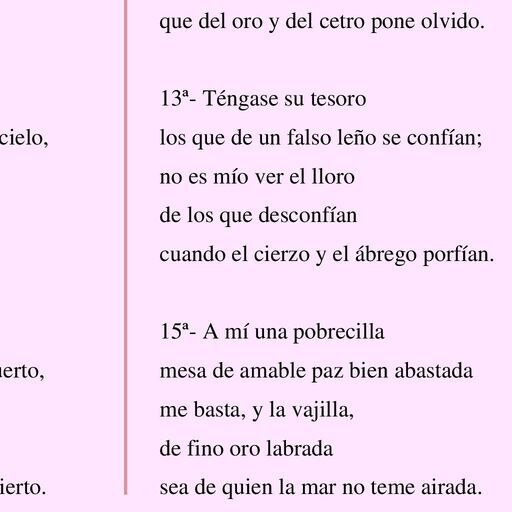 cielo,
erto,
ierto.
que del oro y del cetro pone olvido.
13ª- Téngase su tesoro
los que de un falso leño se confían;
no es mío ver el lloro
de los que desconfían
cuando el cierzo y el ábrego porfían.
15ª- A mí una pobrecilla
mesa de amable paz bien abastada
me basta, y la vajilla,
de fino oro labrada
sea de quien la mar no teme airada.